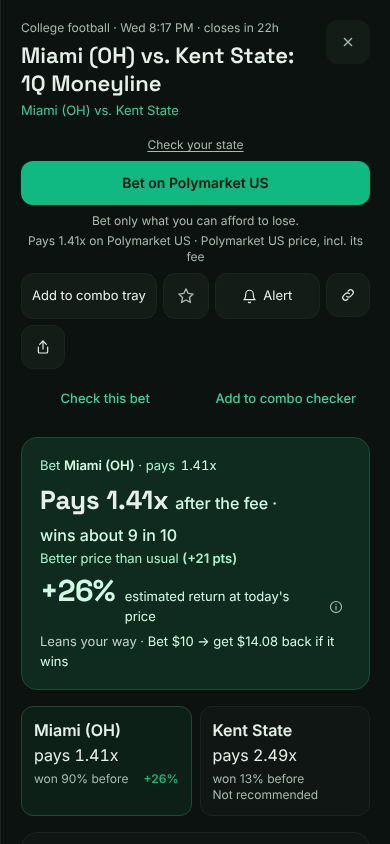 College football · Wed 8:17 PM · closes in 22h
Miami (OH) vs. Kent State:
1Q Moneyline
Miami (OH) vs. Kent State
Check your state
Bet on Polymarket US
Bet only what you can afford to lose.
Pays 1.41x on Polymarket US · Polymarket US price, incl. its
fee
Add to combo tray
Alert
Check this bet
Add to combo checker
Bet Miami (OH) · pays 1.41x
Pays 1.41x after the fee ·
wins about 9 in 10
Better price than usual (+21 pts)
+26% estimated return at today's
price
Leans your way · Bet $10 → get $14.08 back if it
wins
Miami (OH)
pays 1.41x
won 90% before +26%
Kent State
pays 2.49x
won 13% before
Not recommended